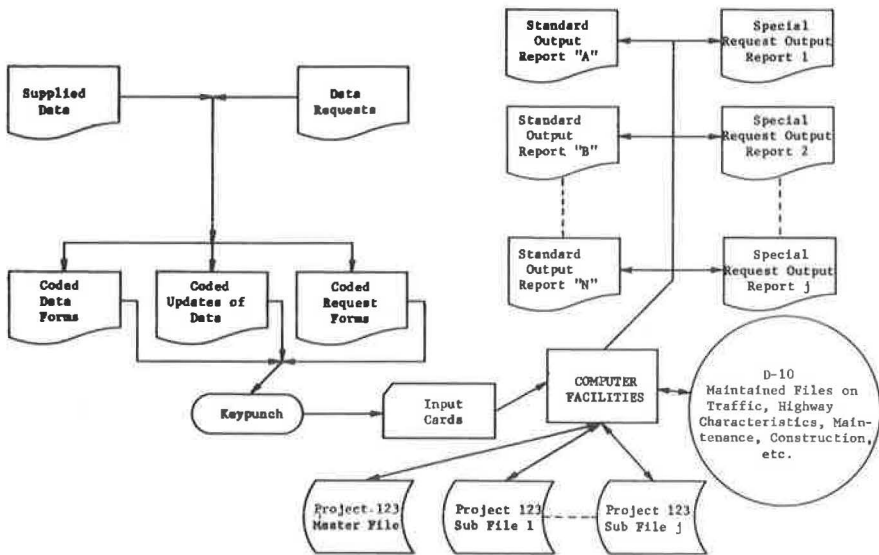 Standard
Output
Report "A"
Special
Request Output
Report 1
Supplied
Data
Data
Requests
Standard
Output
Report "B"
Special
Request Output
Report 2
Standard
Output
Report "N"
Special
Request Output
Report j
Coded
Data
Forms
Coded
Updates of
Data
Coded
Request
Forms
Keypunch
Input
Cards
COMPUTER
FACILITIES
D-10
Maintained Files on
Traffic, Highway
Characteristics, Main-
tenance, Construction,
etc.
Project 123
Master File
Project 123
Sub File 1
Project 123
Sub File j